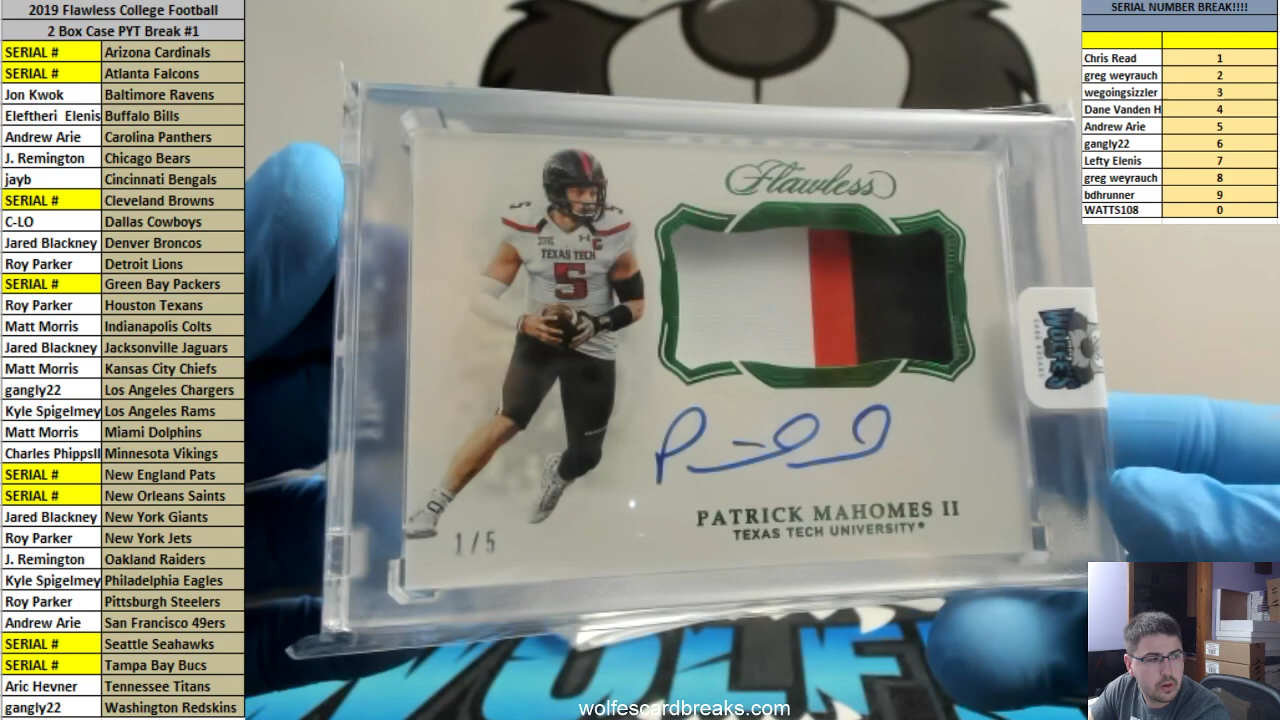 2019 Flawless College Football
2 Box Case PYT Break #1
SERIAL # Arizona Cardinals
SERIAL # Atlanta Falcons
Jon Kwok Baltimore Ravens
Eleftheri Elenis Buffalo Bills
Andrew Arie Carolina Panthers
J. Remington Chicago Bears
jayb Cincinnati Bengals
SERIAL # Cleveland Browns
C-LO Dallas Cowboys
Jared Blackney Denver Broncos
Roy Parker Detroit Lions
SERIAL # Green Bay Packers
Roy Parker Houston Texans
Matt Morris Indianapolis Colts
Jared Blackney Jacksonville Jaguars
Matt Morris Kansas City Chiefs
gangly22 Los Angeles Chargers
Kyle Spigelmey Los Angeles Rams
Matt Morris Miami Dolphins
Charles Phippsll Minnesota Vikings
SERIAL # New England Pats
SERIAL # New Orleans Saints
Jared Blackney New York Giants
Roy Parker New York Jets
J. Remington Oakland Raiders
Kyle Spigelmey Philadelphia Eagles
Roy Parker Pittsburgh Steelers
Andrew Arie San Francisco 49ers
SERIAL # Seattle Seahawks
SERIAL # Tampa Bay Bucs
Aric Hevner Tennessee Titans
gangly22 Washington Redskins
Flawless
TEXAS TECH
5
PATRICK MAHOMES II
TEXAS TECH UNIVERSITY
1/5
WOLFES
WOLF
wolfescardbreaks.com
SERIAL NUMBER BREAK!!!!
Chris Read 1
greg weyrauch 2
wegoingsizzler 3
Dane Vanden H 4
Andrew Arie 5
gangly22 6
Lefty Elenis 7
greg weyrauch 8
bdhrunner 9
WATTS108 0